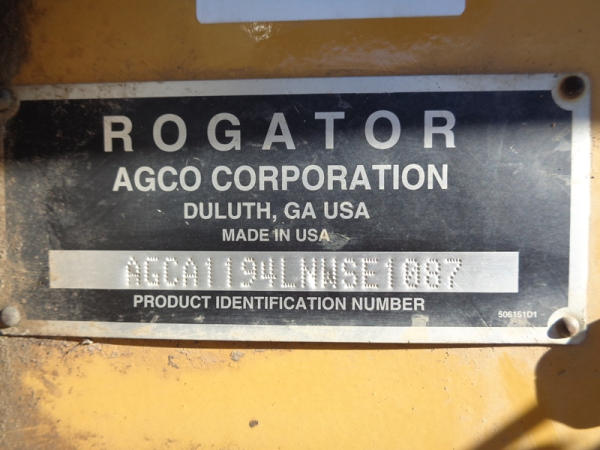 ROGATOR
AGCO CORPORATION
DULUTH, GA USA
MADE IN USA
AGCA1194LNWSE1087
PRODUCT IDENTIFICATION NUMBER
506151D1